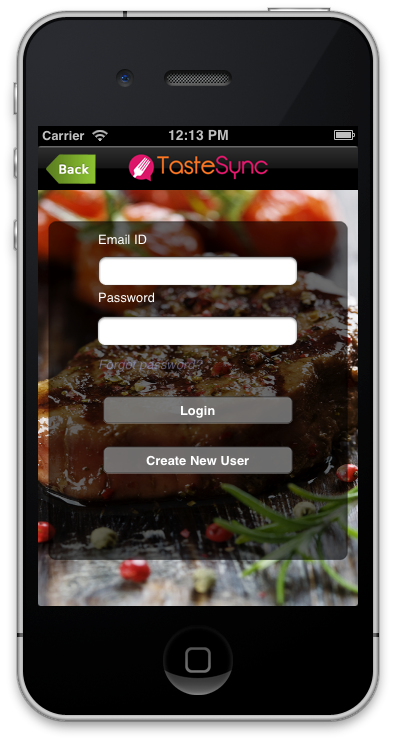 Carrier 12:13 PM
Back TasteSync
Email ID
Password
Forgot password?
Login
Create New User